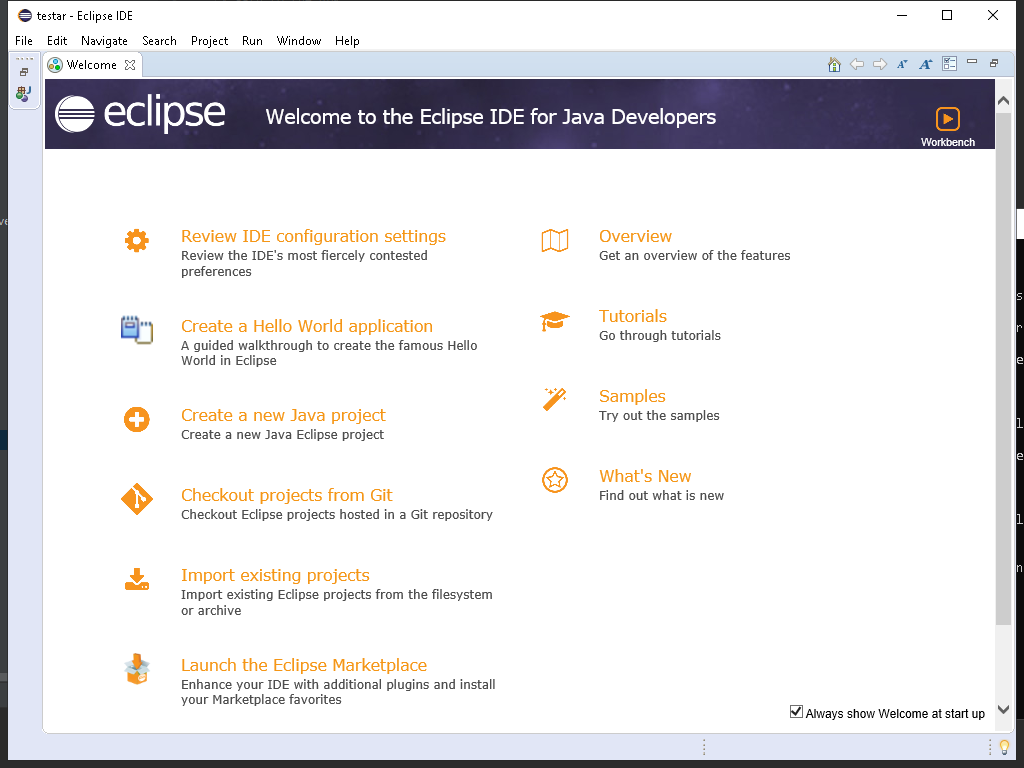 testar - Eclipse IDE
File Edit Navigate Search Project Run Window Help
Welcome
eclipse
Welcome to the Eclipse IDE for Java Developers
Workbench
Review IDE configuration settings
Review the IDE's most fiercely contested
preferences
Create a Hello World application
A guided walkthrough to create the famous Hello
World in Eclipse
Create a new Java project
Create a new Java Eclipse project
Checkout projects from Git
Checkout Eclipse projects hosted in a Git repository
Import existing projects
Import existing Eclipse projects from the filesystem
or archive
Launch the Eclipse Marketplace
Enhance your IDE with additional plugins and install
your Marketplace favorites
Overview
Get an overview of the features
Tutorials
Go through tutorials
Samples
Try out the samples
What's New
Find out what is new
Always show Welcome at start up